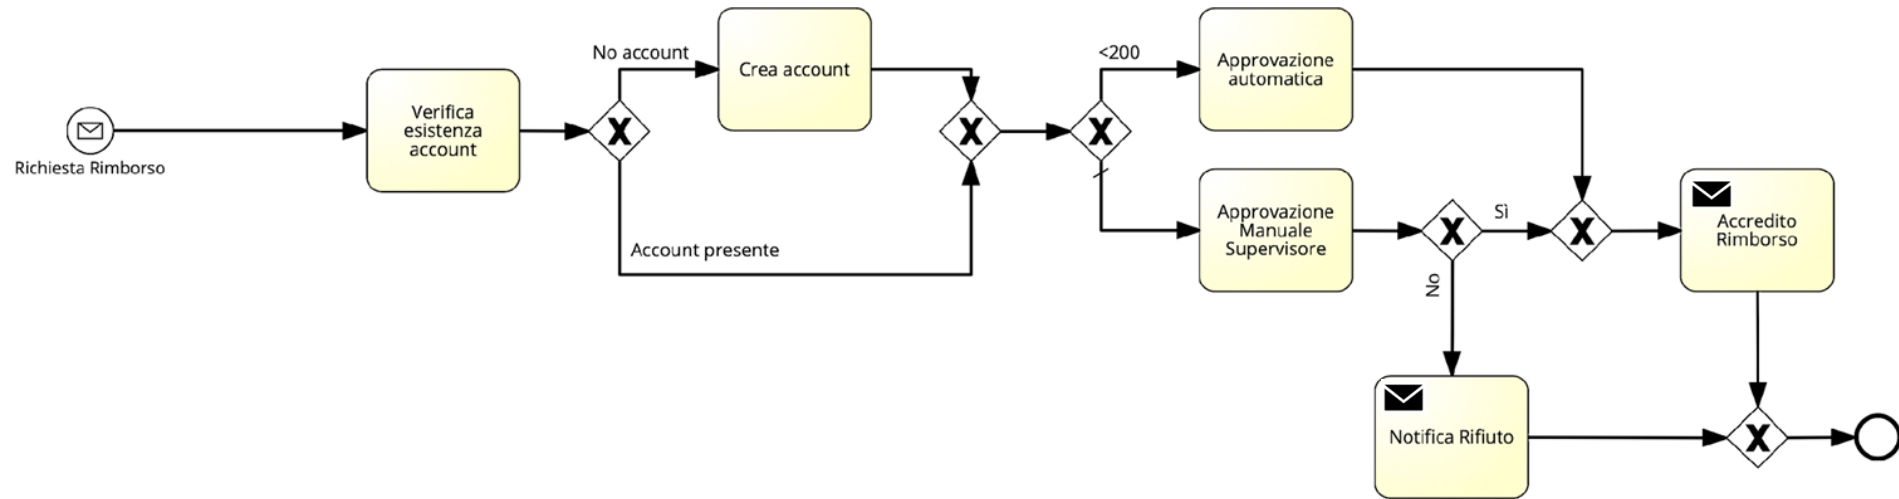 Richiesta Rimborso
Verifica
esistenza
account
No account
Account presente
Crea account
<200
Approvazione
automatica
Approvazione
Manuale
Supervisore
Sì
No
Accredito
Rimborso
Notifica Rifiuto